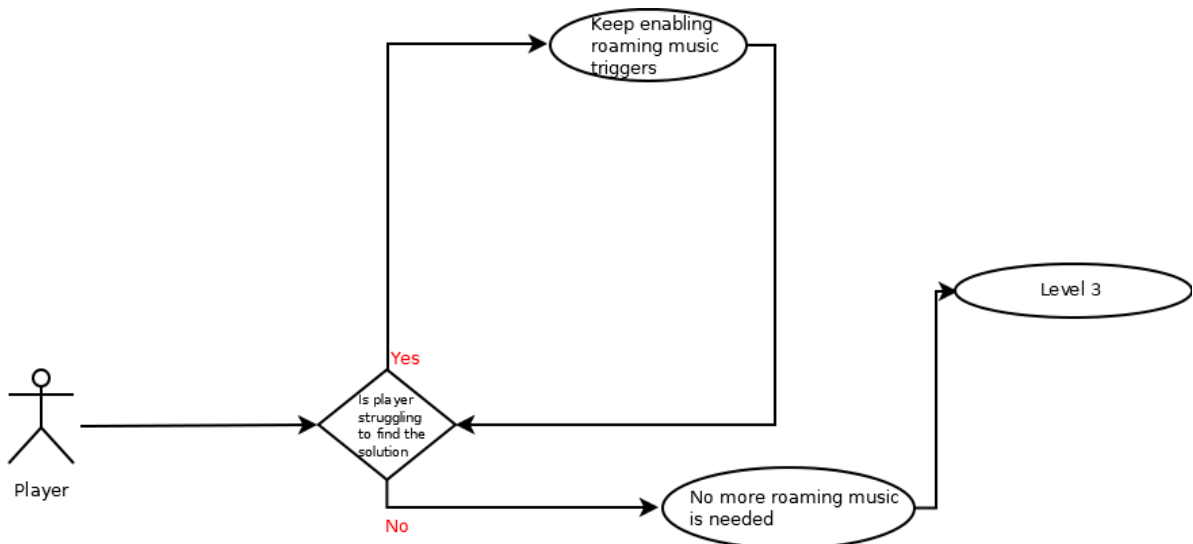 Keep enabling
roaming music
triggers
Level 3
Yes
Is player
struggling
to find the
solution
Player
No more roaming music
is needed
No